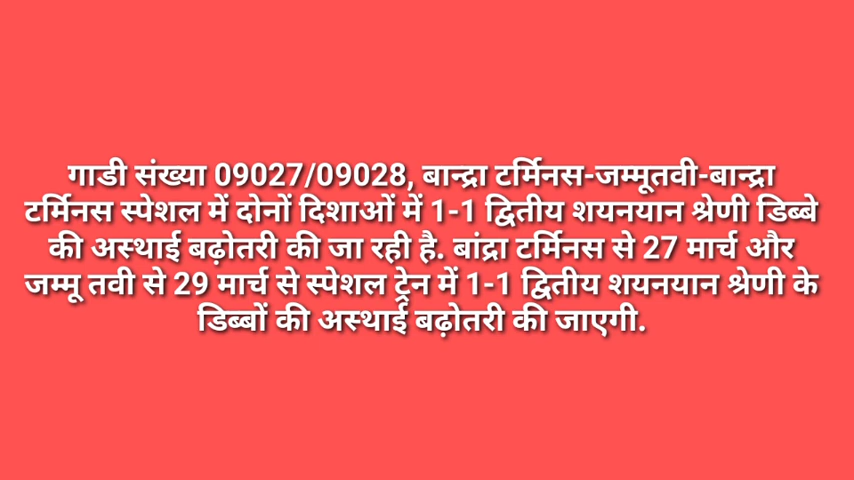 गाडी संख्या 09027/09028, बान्द्रा टर्मिनस-जम्मूतवी-बान्द्रा
टर्मिनस स्पेशल में दोनों दिशाओं में 1-1 द्वितीय शयनयान श्रेणी डिब्बे
की अस्थाई बढ़ोतरी की जा रही है. बांद्रा टर्मिनस से 27 मार्च और
जम्मू तवी से 29 मार्च से स्पेशल ट्रेन में 1-1 द्वितीय शयनयान श्रेणी के
डिब्बों की अस्थाई बढ़ोतरी की जाएगी.